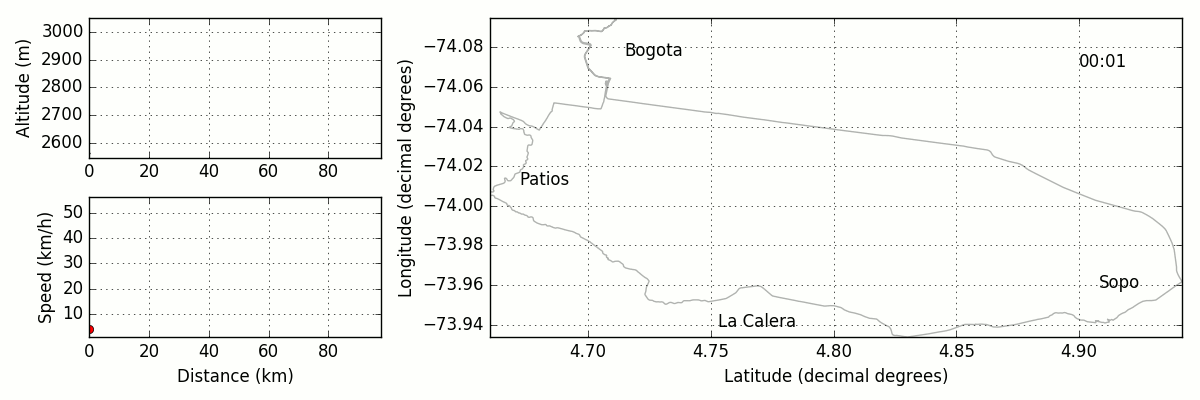 3000
2900
2800
2700
2600
Altitude (m)
0 20 40 60 80
50
40
30
20
10
Speed (km/h)
0 20 40 60 80
Distance (km)
−74.08
−74.06
−74.04
−74.02
−74.00
−73.98
−73.96
−73.94
Longitude (decimal degrees)
Bogota
00:01
Patios
Sopo
La Calera
4.70 4.75 4.80 4.85 4.90
Latitude (decimal degrees)